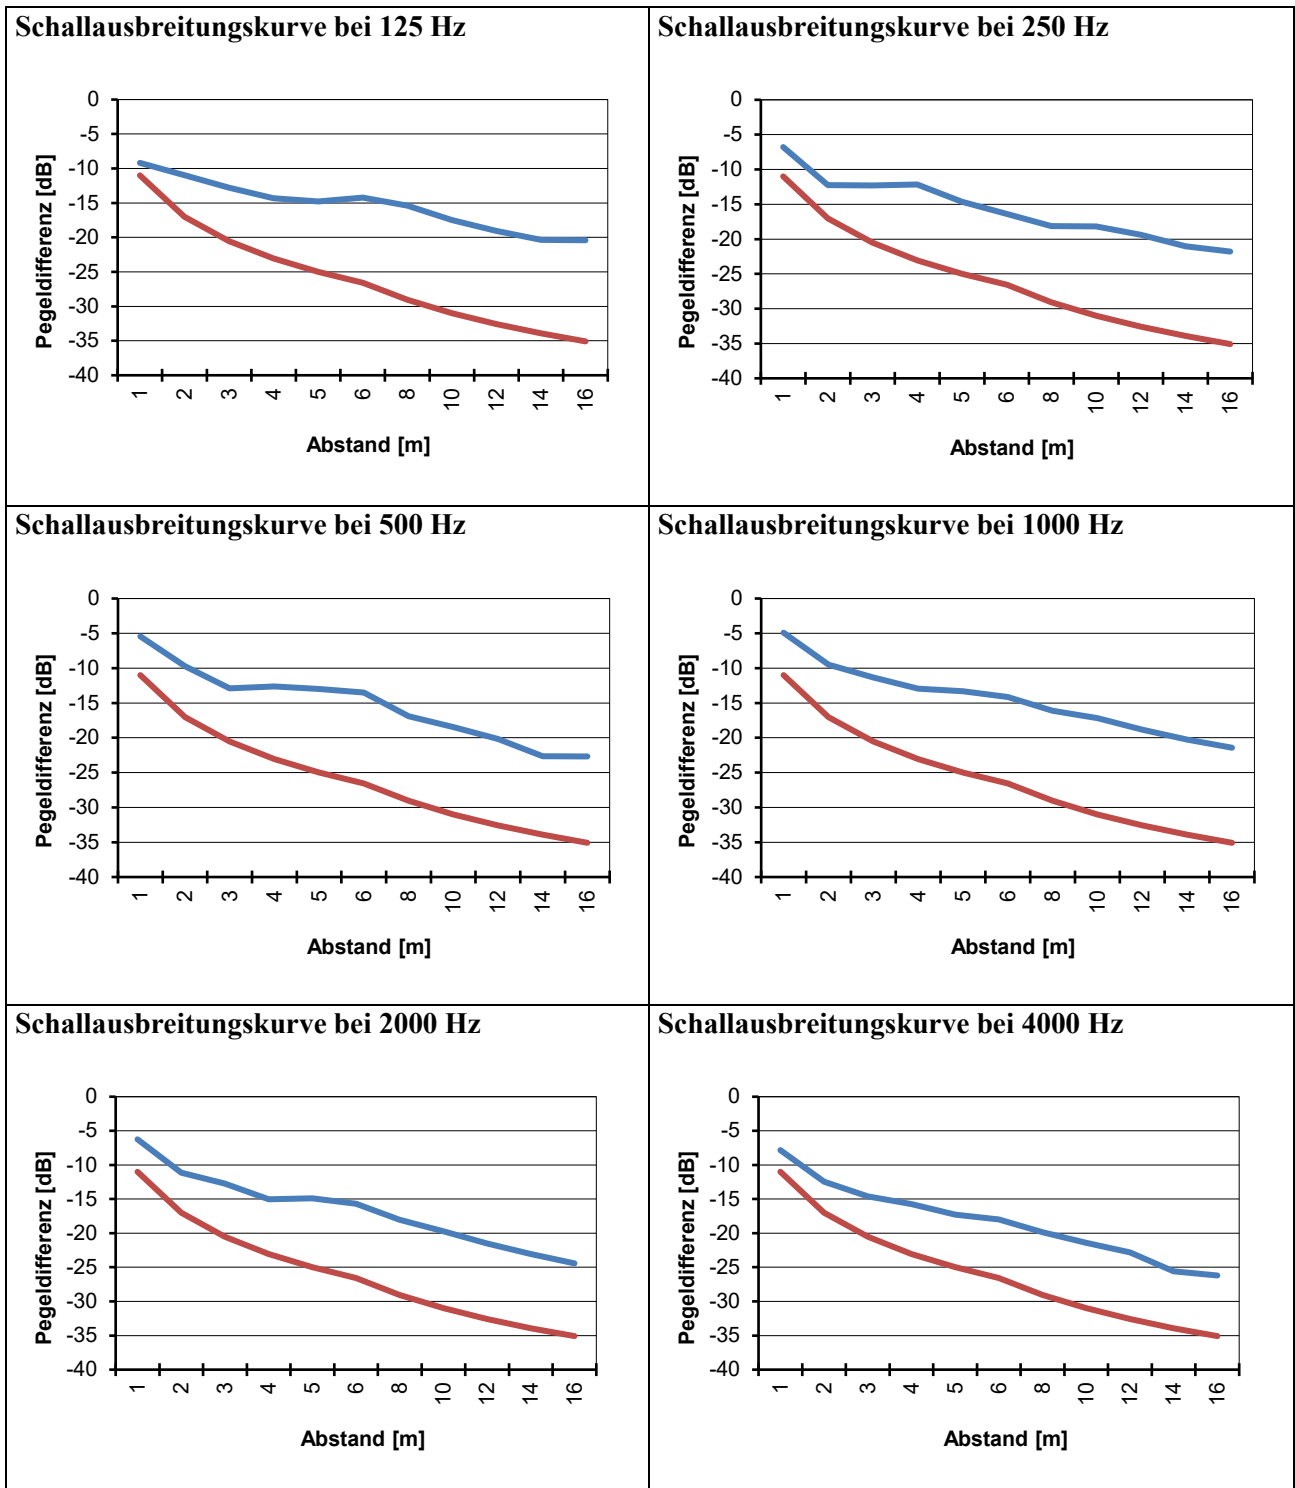 Schallausbreitungskurve bei 125 Hz
0
-5
-10
-15
-20
-25
-30
-35
-40
Pegeldifferenz [dB]
1 2 3 4 5 6 8 10 12 14 16
Abstand [m]
Schallausbreitungskurve bei 250 Hz
0
-5
-10
-15
-20
-25
-30
-35
-40
Pegeldifferenz [dB]
1 2 3 4 5 6 8 10 12 14 16
Abstand [m]
Schallausbreitungskurve bei 500 Hz
0
-5
-10
-15
-20
-25
-30
-35
-40
Pegeldifferenz [dB]
1 2 3 4 5 6 8 10 12 14 16
Abstand [m]
Schallausbreitungskurve bei 1000 Hz
0
-5
-10
-15
-20
-25
-30
-35
-40
Pegeldifferenz [dB]
1 2 3 4 5 6 8 10 12 14 16
Abstand [m]
Schallausbreitungskurve bei 2000 Hz
0
-5
-10
-15
-20
-25
-30
-35
-40
Pegeldifferenz [dB]
1 2 3 4 5 6 8 10 12 14 16
Abstand [m]
Schallausbreitungskurve bei 4000 Hz
0
-5
-10
-15
-20
-25
-30
-35
-40
Pegeldifferenz [dB]
1 2 3 4 5 6 8 10 12 14 16
Abstand [m]